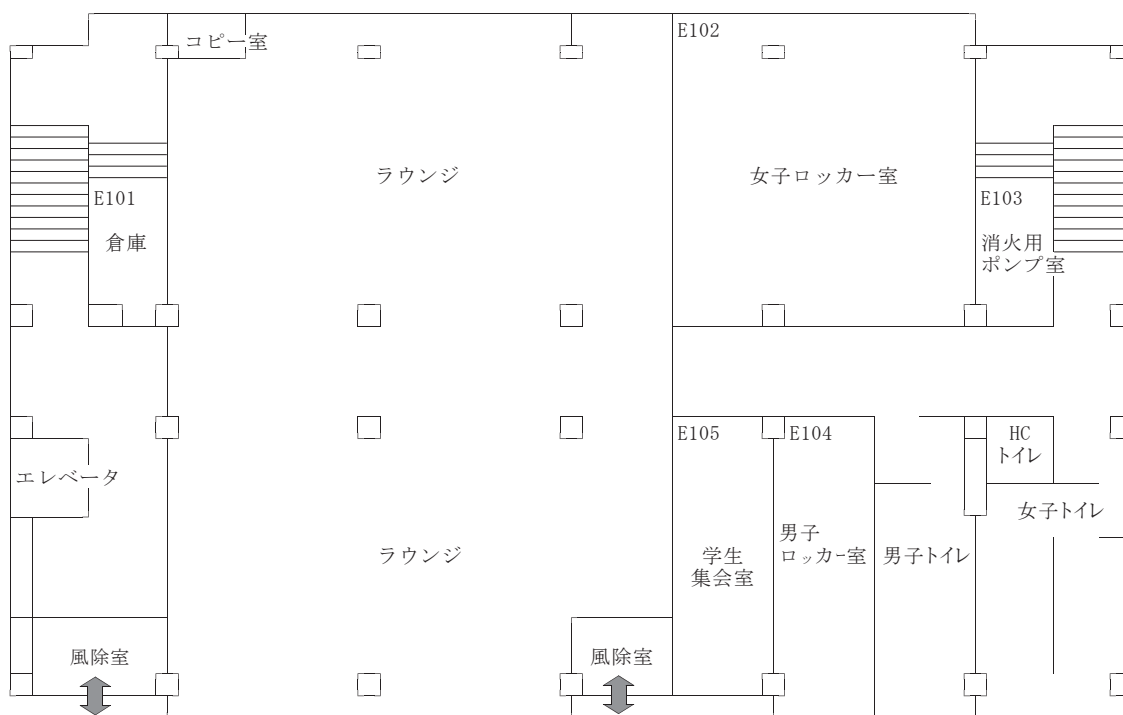 コピー室
E102
ラウンジ
女子ロッカー室
E101
倉庫
E103
消火用
ポンプ室
E105
E104
HC
トイレ
エレベータ
女子トイレ
ラウンジ
学生
集会室
男子
ロッカー室
男子トイレ
風除室
風除室